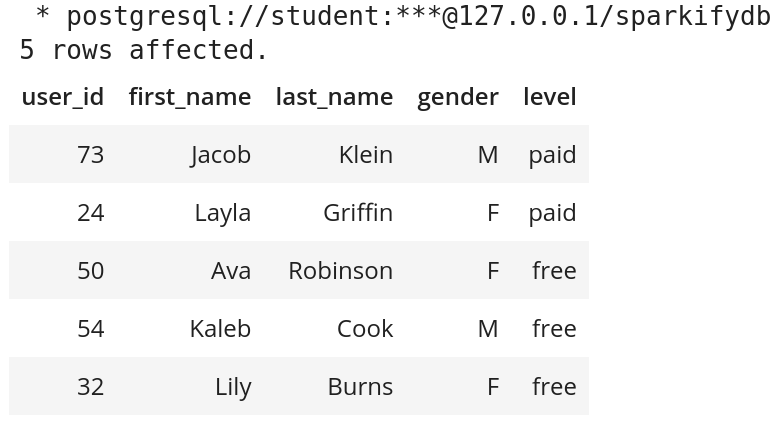 * postgresql://student:***@127.0.0.1/sparkifydb
5 rows affected.
user_id first_name last_name gender level
73 Jacob Klein M paid
24 Layla Griffin F paid
50 Ava Robinson F free
54 Kaleb Cook M free
32 Lily Burns F free